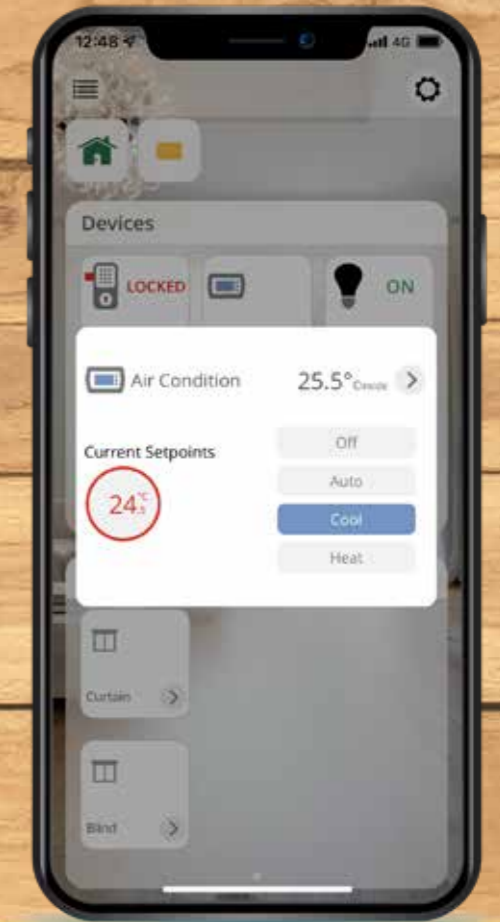 12:48
4G
Devices
LOCKED
ON
Air Condition
25.5°
Current Setpoints
24.5 °C
Off
Auto
Cool
Heat
Curtain
Blind